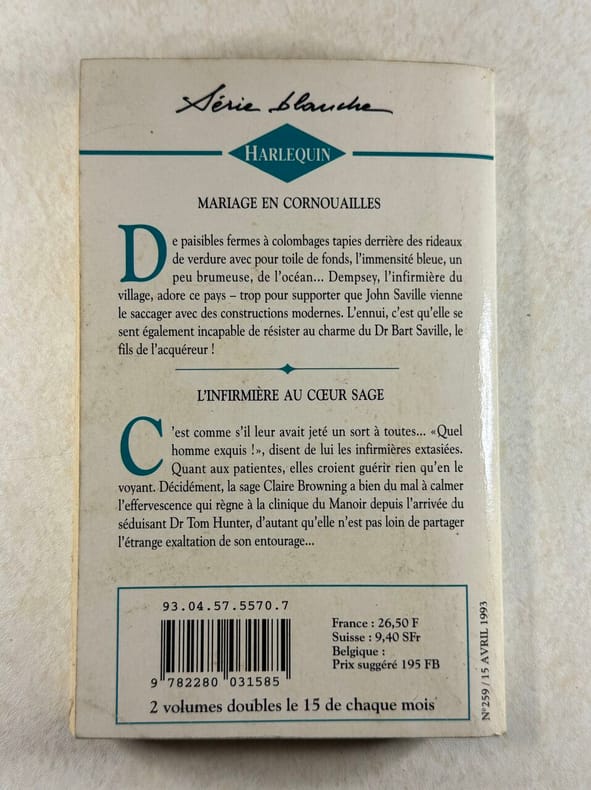 Série blanche
HARLEQUIN
MARIAGE EN CORNOUAILLES
De paisibles fermes à colombages tapies derrière des rideaux
de verdure avec pour toile de fonds, l'immensité bleue, un
peu brumeuse, de l'océan... Dempsey, l'infirmière du
village, adore ce pays – trop pour supporter que John Saville vienne
le saccager avec des constructions modernes. L'ennui, c'est qu'elle se
sent également incapable de résister au charme du Dr Bart Saville, le
fils de l'acquéreur !
L'INFIRMIÈRE AU CŒUR SAGE
C'est comme s'il leur avait jeté un sort à toutes... «Quel
homme exquis !», disent de lui les infirmières extasiées.
Quant aux patientes, elles croient guérir rien qu'en le
voyant. Décidément, la sage Claire Browning a bien du mal à calmer
l'effervescence qui règne à la clinique du Manoir depuis l'arrivée du
séduisant Dr Tom Hunter, d'autant qu'elle n'est pas loin de partager
l'étrange exaltation de son entourage...
93.04.57.5570.7
9 782280 031585
France : 26,50 F
Suisse : 9,40 SFr
Belgique :
Prix suggéré 195 FB
2 volumes doubles le 15 de chaque mois
N°259 / 15 AVRIL 1993